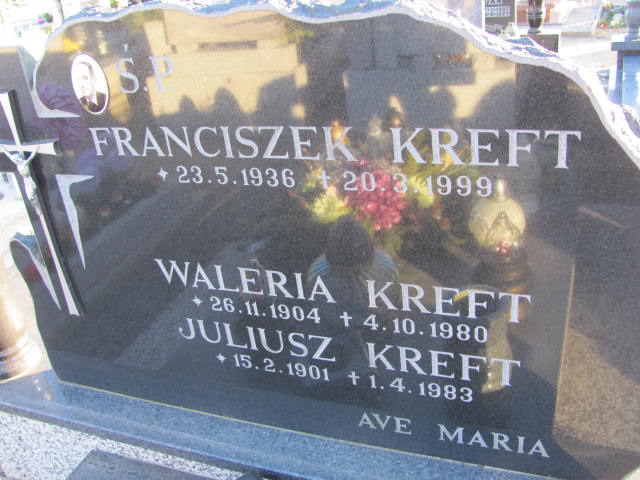 Ś.P.
FRANCISZEK KREFT
✦ 23.5.1936 ✝ 20.3.1999
WALERIA KREFT
✦ 26.11.1904 ✝ 4.10.1980
JULIUSZ KREFT
✦ 15.2.1901 ✝ 1.4.1983
AVE MARIA